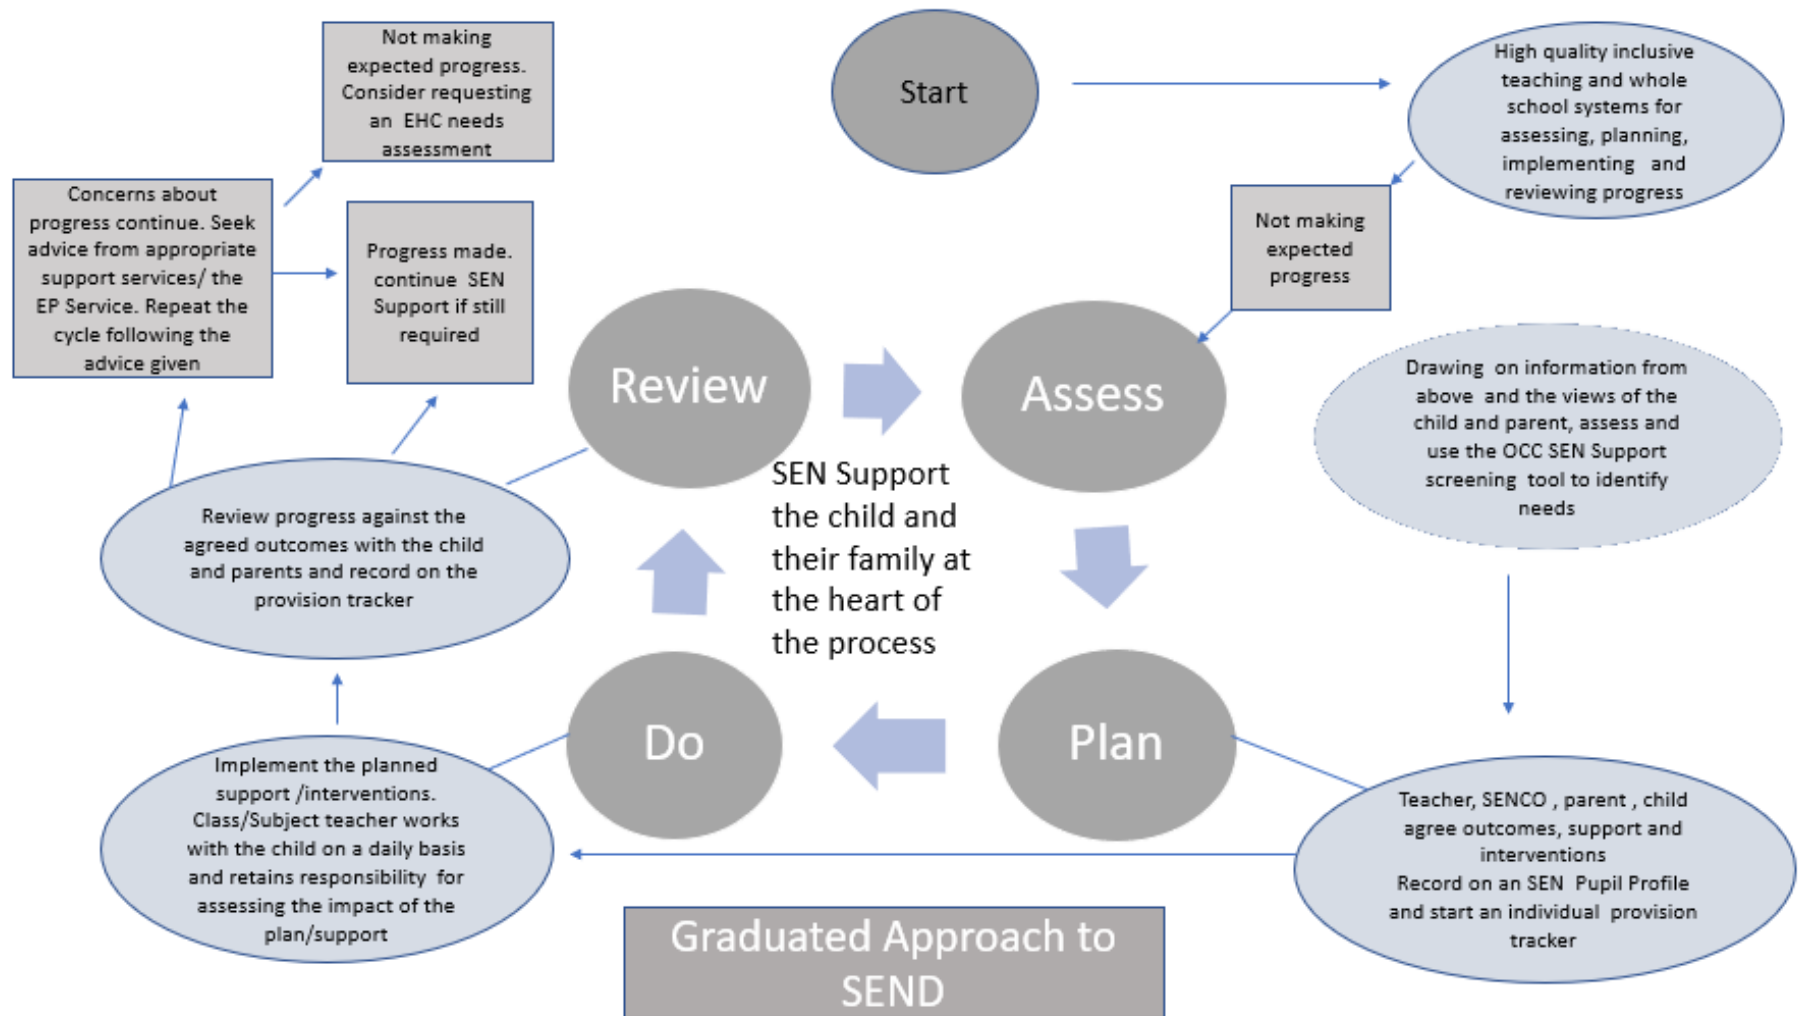 Start
High quality inclusive
teaching and whole
school systems for
assessing, planning,
implementing and
reviewing progress
Not making
expected
progress
Not making
expected progress.
Consider requesting
an EHC needs
assessment
Concerns about
progress continue. Seek
advice from appropriate
support services/ the
EP Service. Repeat the
cycle following the
advice given
Progress made.
continue SEN
Support if still
required
Review
Assess
Drawing on information from
above and the views of the
child and parent, assess and
use the OCC SEN Support
screening tool to identify
needs
SEN Support
the child and
their family at
the heart of
the process
Review progress against the
agreed outcomes with the child
and parents and record on the
provision tracker
Do
Plan
Implement the planned
support /interventions.
Class/Subject teacher works
with the child on a daily basis
and retains responsibility for
assessing the impact of the
plan/support
Teacher, SENCO , parent , child
agree outcomes, support and
interventions
Record on an SEN Pupil Profile
and start an individual provision
tracker
Graduated Approach to
SEND